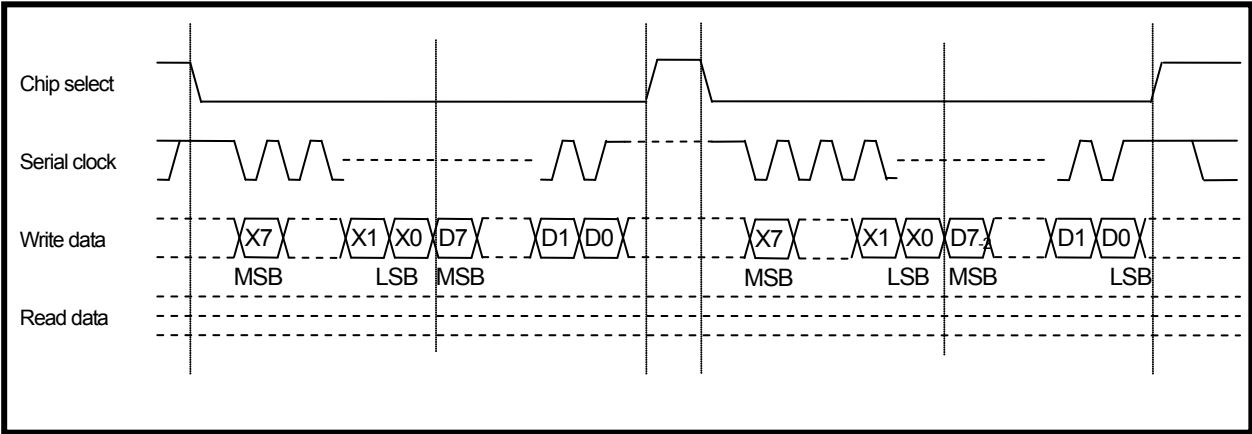 Chip select
Serial clock
Write data
X7 X1 X0 D7 D1 D0 X7 X1 X0 D7-2 D1 D0
MSB LSB MSB MSB LSB MSB LSB
Read data